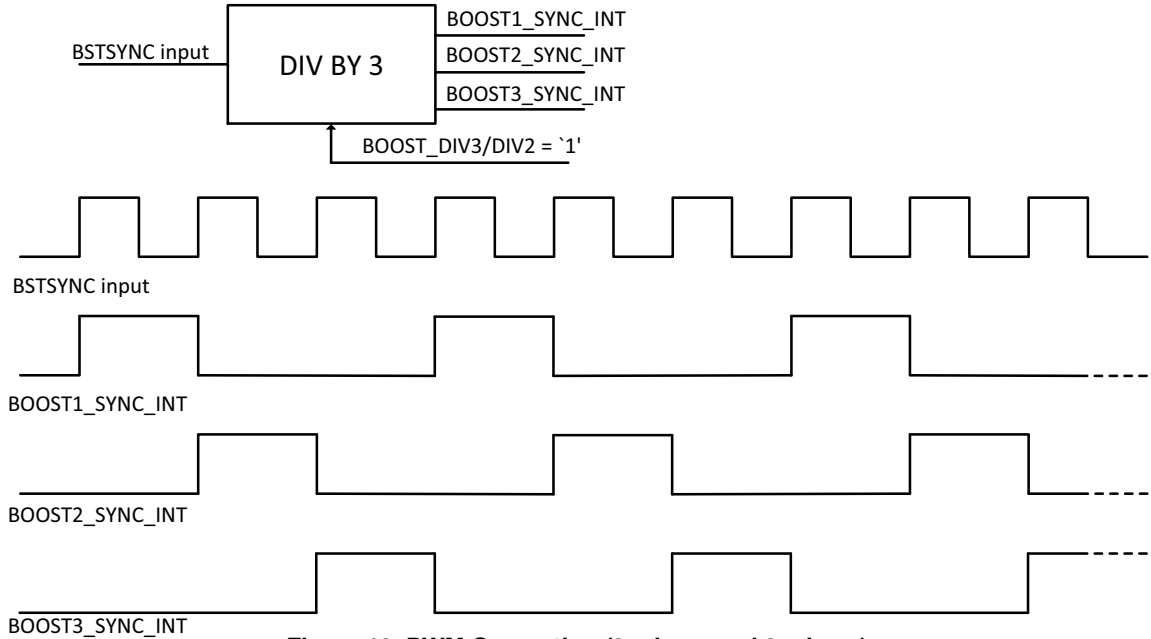 BOOST1_SYNC_INT
BSTSYNC input
DIV BY 3
BOOST2_SYNC_INT
BOOST3_SYNC_INT
BOOST_DIV3/DIV2 = `1'
BSTSYNC input
BOOST1_SYNC_INT
BOOST2_SYNC_INT
BOOST3_SYNC_INT